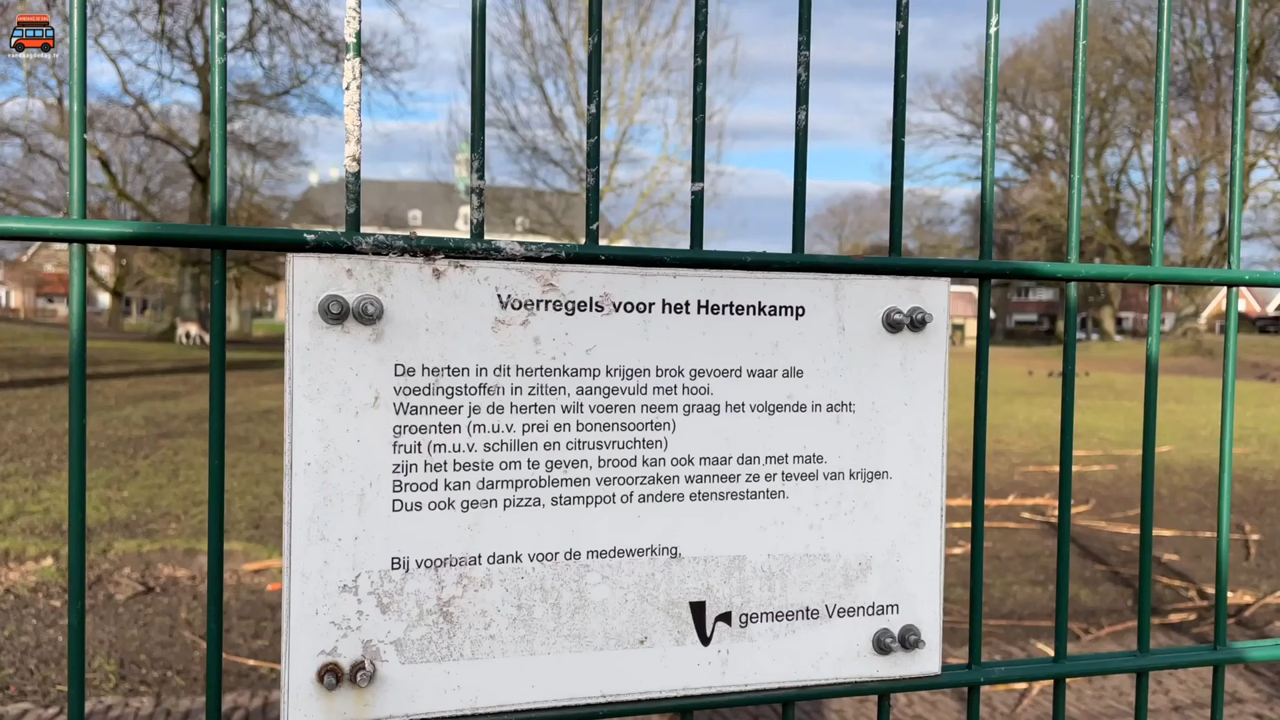 vandaagdedag.tv
Voerregels voor het Hertenkamp
De herten in dit hertenkamp krijgen brok gevoerd waar alle
voedingstoffen in zitten, aangevuld met hooi.
Wanneer je de herten wilt voeren neem graag het volgende in acht;
groenten (m.u.v. prei en bonensoorten)
fruit (m.u.v. schillen en citrusvruchten)
zijn het beste om te geven, brood kan ook maar dan met mate.
Brood kan darmproblemen veroorzaken wanneer ze er teveel van krijgen.
Dus ook geen pizza, stamppot of andere etensrestanten.
Bij voorbaat dank voor de medewerking,
gemeente Veendam